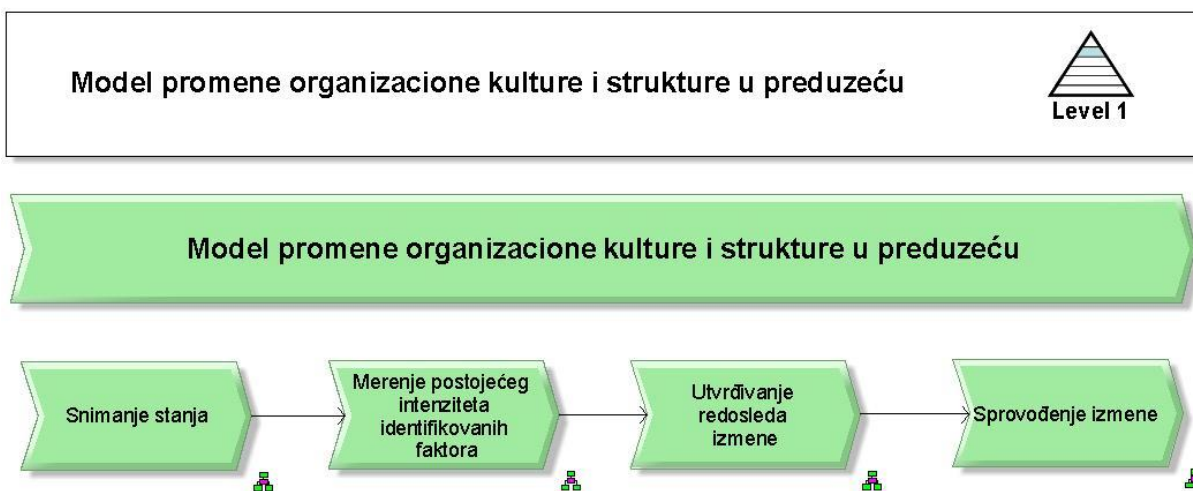 Model promene organizacione kulture i strukture u preduzeću
Level 1
Model promene organizacione kulture i strukture u preduzeću
Snimanje stanja
Merenje postojećeg
intenziteta
identifikovanih
faktora
Utvrđivanje
redosleda
izmene
Sprovođenje izmene